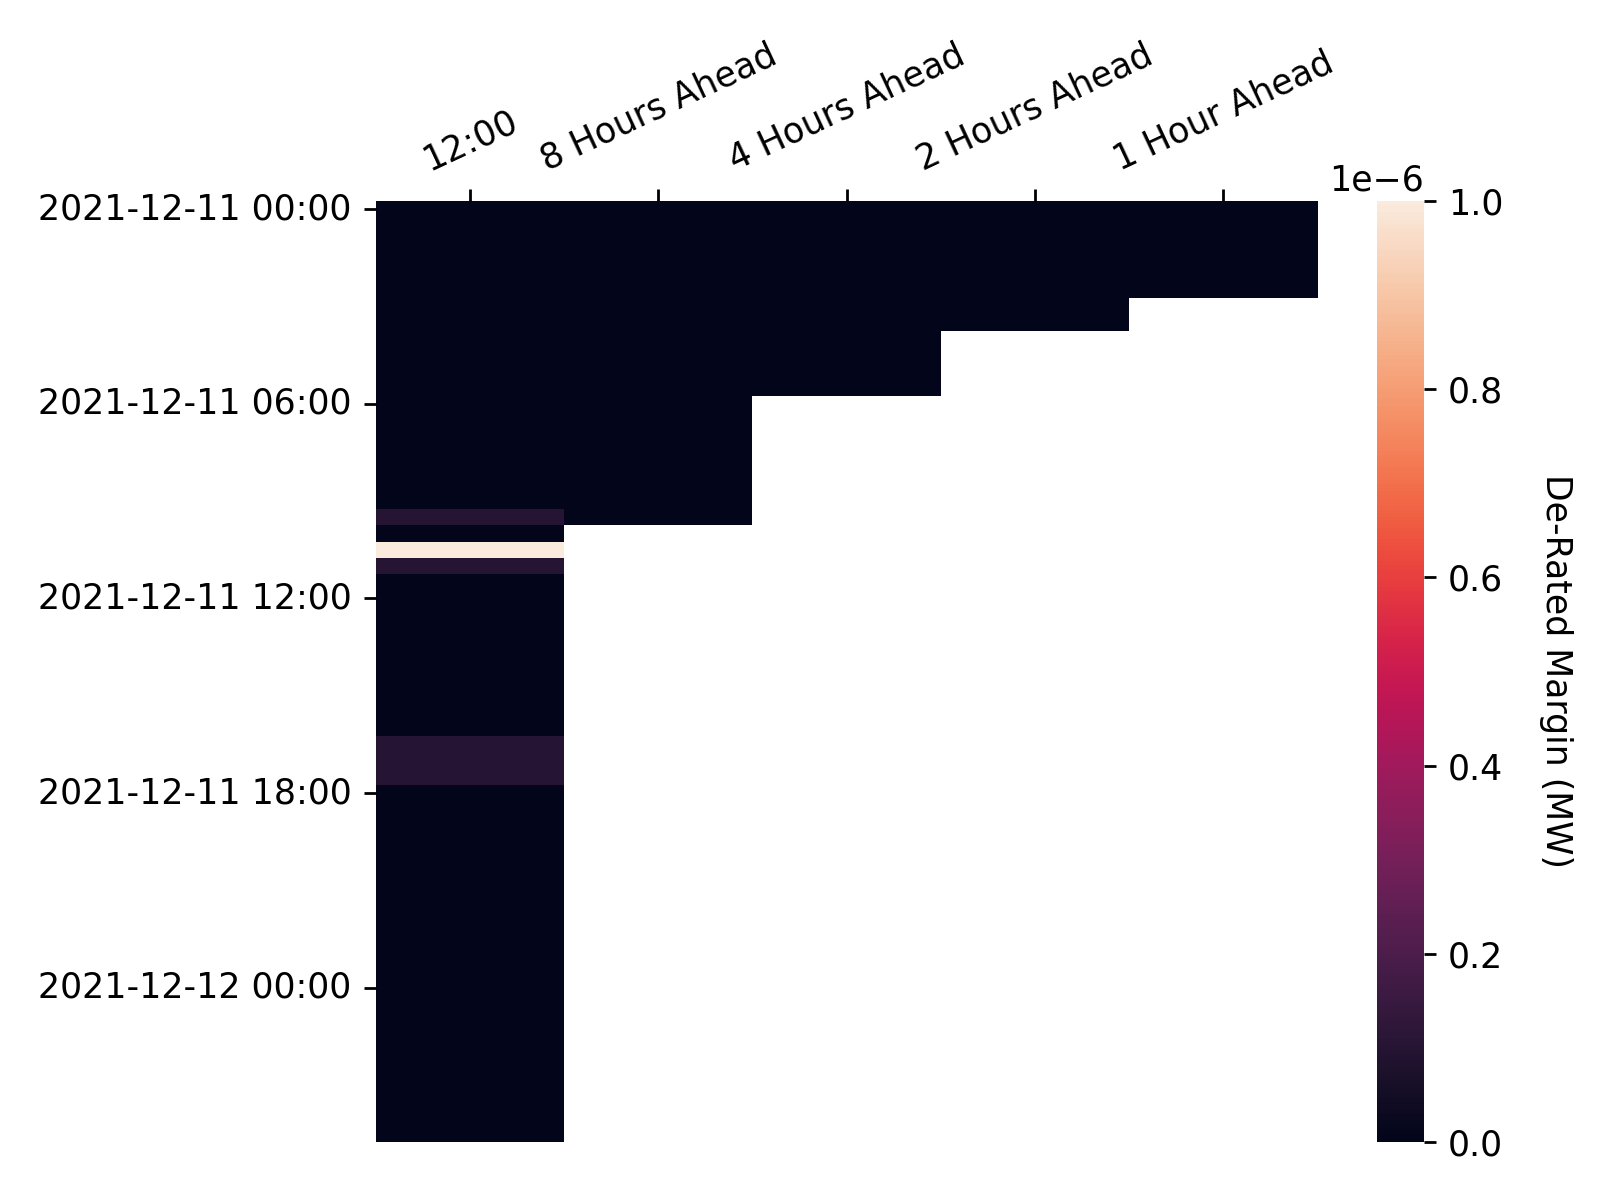 12:00
8 Hours Ahead
4 Hours Ahead
2 Hours Ahead
1 Hour Ahead
1e−6
2021-12-11 00:00
2021-12-11 06:00
2021-12-11 12:00
2021-12-11 18:00
2021-12-12 00:00
1.0
0.8
0.6
0.4
0.2
0.0
De-Rated Margin (MW)